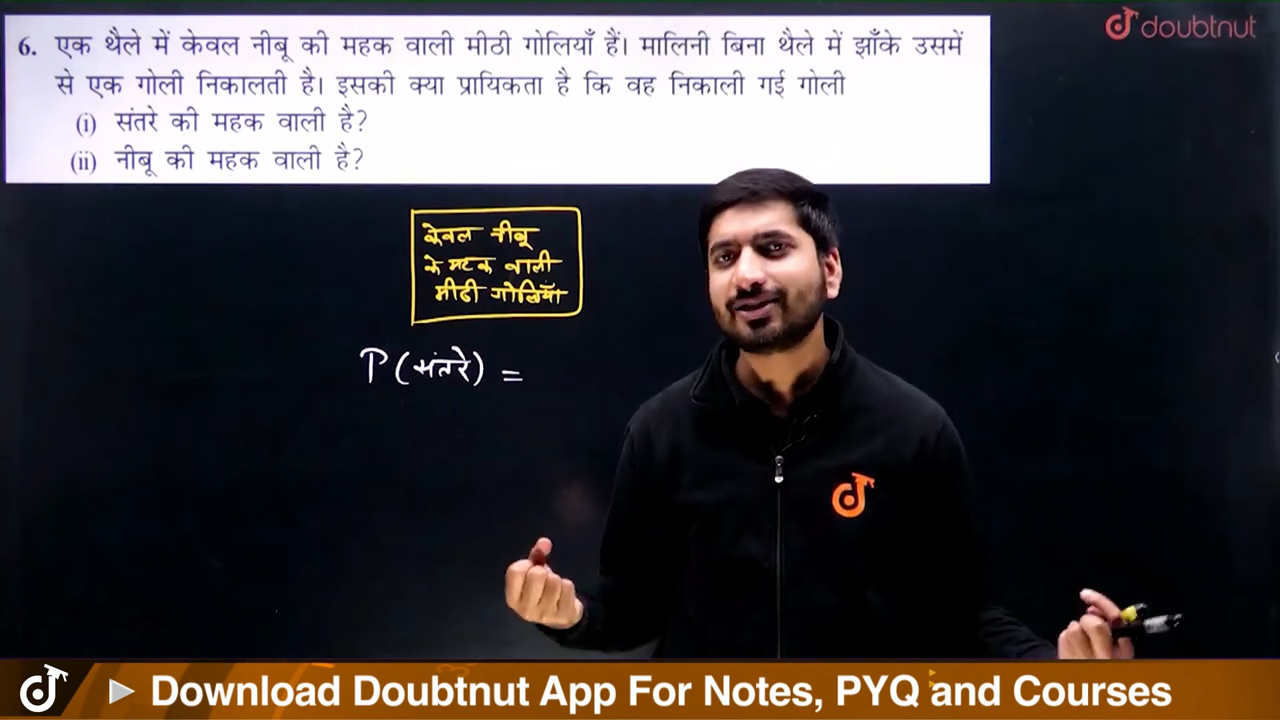 doubtnut
6. एक थैले में केवल नीबू की महक वाली मीठी गोलियाँ हैं। मालिनी बिना थैले में झाँके उसमें
से एक गोली निकालती है। इसकी क्या प्रायिकता है कि वह निकाली गई गोली
(i) संतरे की महक वाली है?
(ii) नीबू की महक वाली है?
केवल नीबू
के महक वाली
मीठी गोलियाँ
P(संतरे) =
Download Doubtnut App For Notes, PYQ and Courses